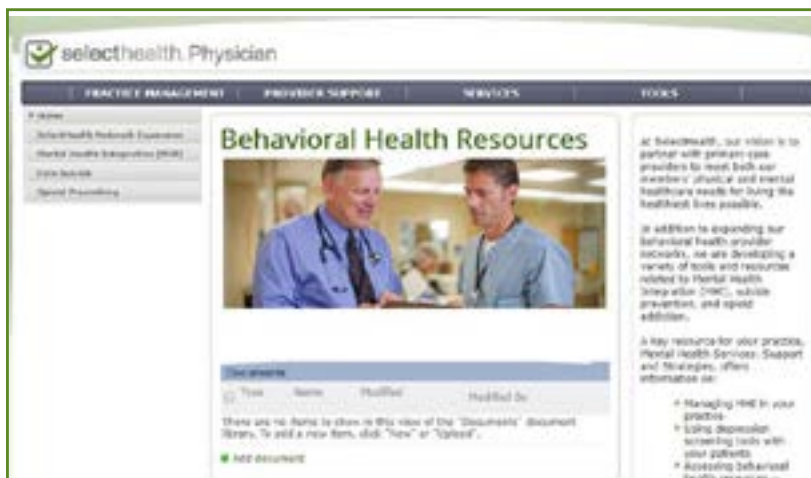 selecthealth. Physician
PRACTICE MANAGEMENT
PROVIDER SUPPORT
SERVICES
TOOLS
Home
SelectHealth Network Expansion
Mental Health Integration (MHI)
Opioid Prescribing
Behavioral Health Resources
Documents
Type
Name
Modified
Modified By
There are no items to show in this view of the "Documents" document
library. To add a new item, click "New" or "Upload".
Add document
At SelectHealth, our vision is to
partner with primary care
providers to meet both our
members' physical and mental
healthcare needs for living the
healthiest lives possible.
In addition to expanding our
behavioral health provider
networks, we are developing a
variety of tools and resources
related to Mental Health
Integration (MHI), suicide
prevention, and opioid
addiction.
A key resource for your practice,
Mental Health Services: Support
and Strategies, offers
information on:
Managing MHI in your
practice
Using depression
screening tools with
your patients
Accessing behavioral
health resources